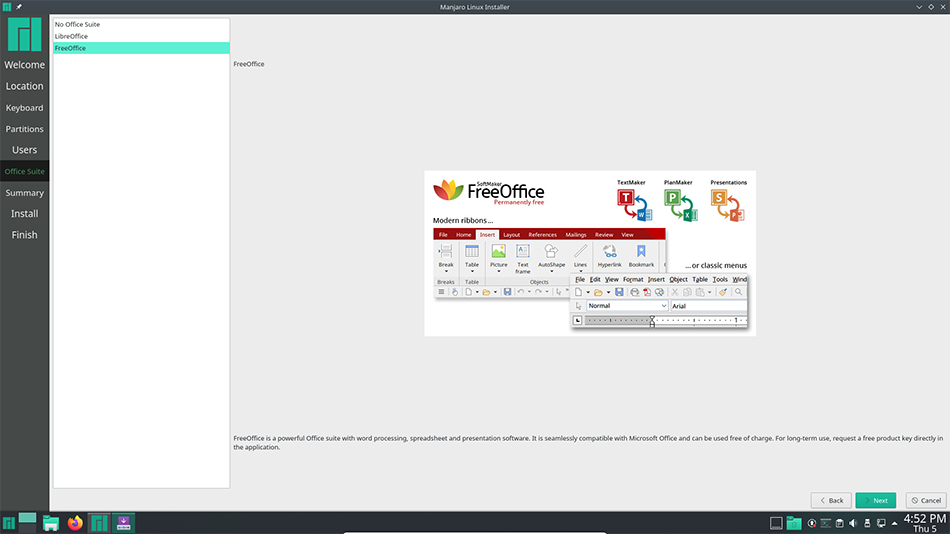 Manjaro Linux Installer
Welcome
Location
Keyboard
Partitions
Users
Office Suite
Summary
Install
Finish
No Office Suite
LibreOffice
FreeOffice
FreeOffice
SoftMaker
FreeOffice
Permanently free
TextMaker PlanMaker Presentations
T P S
W X P
Modern ribbons...
File Home Insert Layout References Mailings Review View
Break Table Picture Text frame AutoShape Lines Hyperlink Bookmark
Breaks Table Objects
...or classic menus
File Edit View Format Insert Object Table Tools Wind
Normal Arial
1
FreeOffice is a powerful Office suite with word processing, spreadsheet and presentation software. It is seamlessly compatible with Microsoft Office and can be used free of charge. For long-term use, request a free product key directly in
the application.
Back Next Cancel
4:52 PM
Thu 5